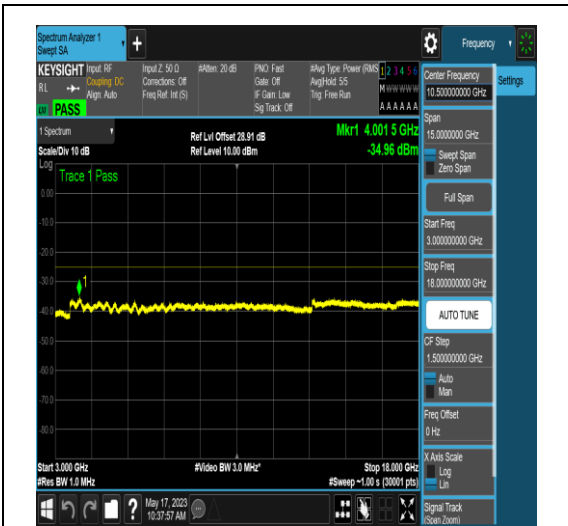 Spectrum Analyzer 1
Swept SA
Frequency
KEYSIGHT
Input: RF
Coupling: DC
Align: Auto
RL
PASS
Input Z: 50 Ω
Corrections: Off
Freq Ref: Int (S)
#Atten: 20 dB
PNO: Fast
Gate: Off
IF Gain: Low
Sig Track: Off
#Avg Type: Power (RMS
Avg|Hold: 5/5
Trig: Free Run
1 2 3 4 5 6
M w w w w w
A A A A A A
1 Spectrum
Scale/Div 10 dB
Ref Lvl Offset 28.91 dB
Ref Level 10.00 dBm
Mkr1 4.001 5 GHz
-34.96 dBm
Log
Trace 1 Pass
0.00
-10.0
-20.0
-30.0
-40.0
-50.0
-60.0
-70.0
-80.0
1
Start 3.000 GHz
#Res BW 1.0 MHz
#Video BW 3.0 MHz*
Stop 18.000 GHz
#Sweep ~1.00 s (30001 pts)
May 17, 2023
10:37:57 AM
?
Center Frequency
10.500000000 GHz
Settings
Span
15.0000000 GHz
Swept Span
Zero Span
Full Span
Start Freq
3.000000000 GHz
Stop Freq
18.000000000 GHz
AUTO TUNE
CF Step
1.500000000 GHz
Auto
Man
Freq Offset
0 Hz
X Axis Scale
Log
Lin
Signal Track
(Span Zoom)